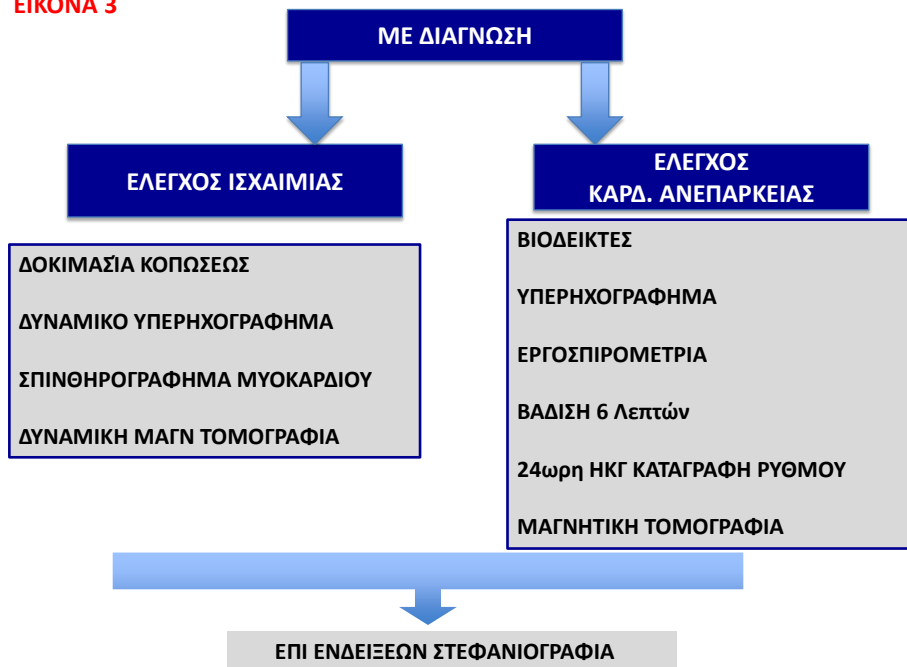 ΕΙΚΟΝΑ 3
ΜΕ ΔΙΑΓΝΩΣΗ
ΕΛΕΓΧΟΣ ΙΣΧΑΙΜΙΑΣ
ΔΟΚΙΜΑΣΊΑ ΚΟΠΩΣΕΩΣ
ΔΥΝΑΜΙΚΟ ΥΠΕΡΗΧΟΓΡΑΦΗΜΑ
ΣΠΙΝΘΗΡΟΓΡΑΦΗΜΑ ΜΥΟΚΑΡΔΙΟΥ
ΔΥΝΑΜΙΚΗ ΜΑΓΝ ΤΟΜΟΓΡΑΦΙΑ
ΕΛΕΓΧΟΣ
ΚΑΡΔ. ΑΝΕΠΑΡΚΕΙΑΣ
ΒΙΟΔΕΙΚΤΕΣ
ΥΠΕΡΗΧΟΓΡΑΦΗΜΑ
ΕΡΓΟΣΠΙΡΟΜΕΤΡΙΑ
ΒΑΔΙΣΗ 6 Λεπτών
24ωρη ΗΚΓ ΚΑΤΑΓΡΑΦΗ ΡΥΘΜΟΥ
ΜΑΓΝΗΤΙΚΗ ΤΟΜΟΓΡΑΦΙΑ
ΕΠΙ ΕΝΔΕΙΞΕΩΝ ΣΤΕΦΑΝΙΟΓΡΑΦΙΑ